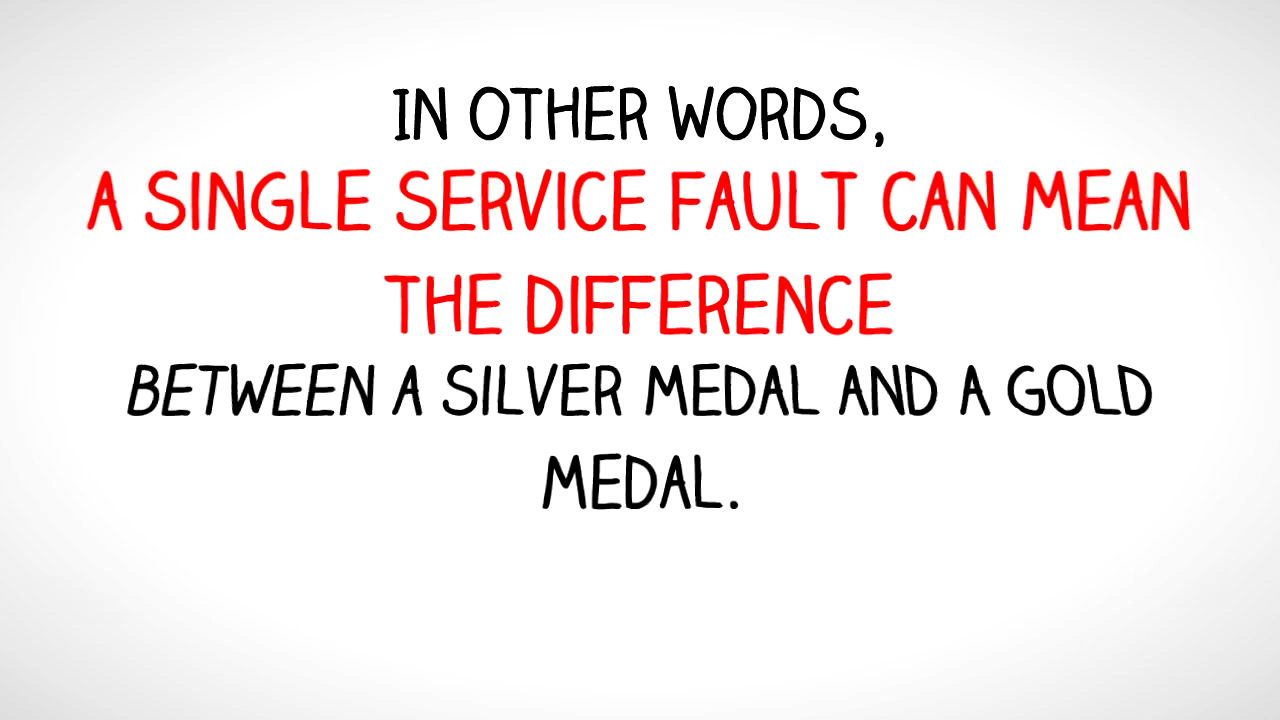 IN OTHER WORDS,
A SINGLE SERVICE FAULT CAN MEAN
THE DIFFERENCE
BETWEEN A SILVER MEDAL AND A GOLD
MEDAL.